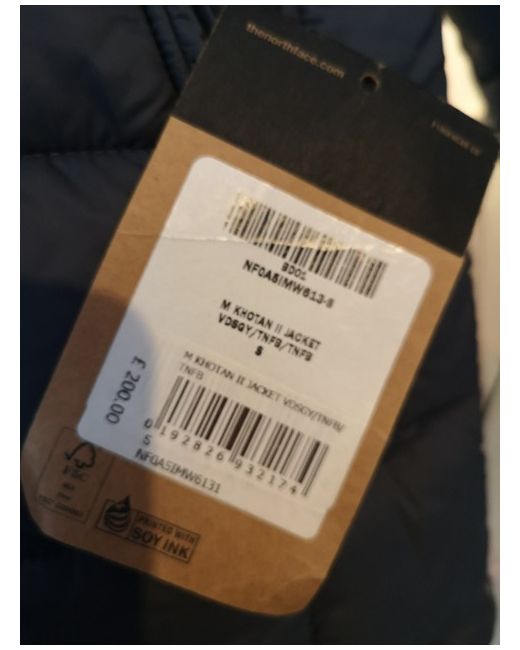 thenorthface.com
BD01
NF0A5IMW613-S
M KHOTAN II JACKET
VDSGY/TNFB/TNFB
S
M KHOTAN II JACKET VDSGY/TNFB/
TNFB
£ 200.00
0 192826 932174
S
NF0A5IMW6131
FSC
PRINTED WITH
SOY INK